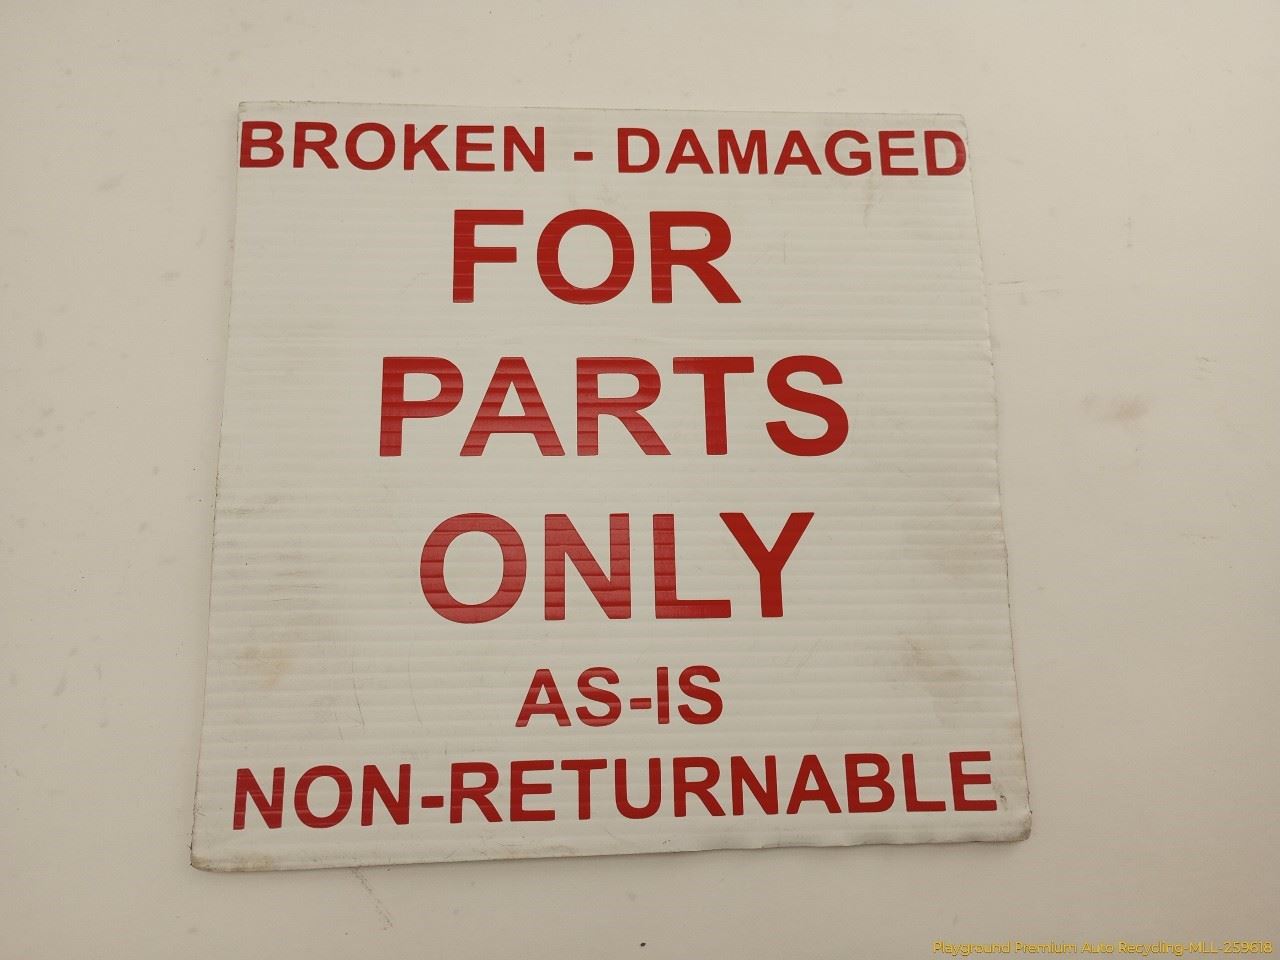 BROKEN - DAMAGED
FOR
PARTS
ONLY
AS-IS
NON-RETURNABLE
Playground Premium Auto Recycling-MLL-259618